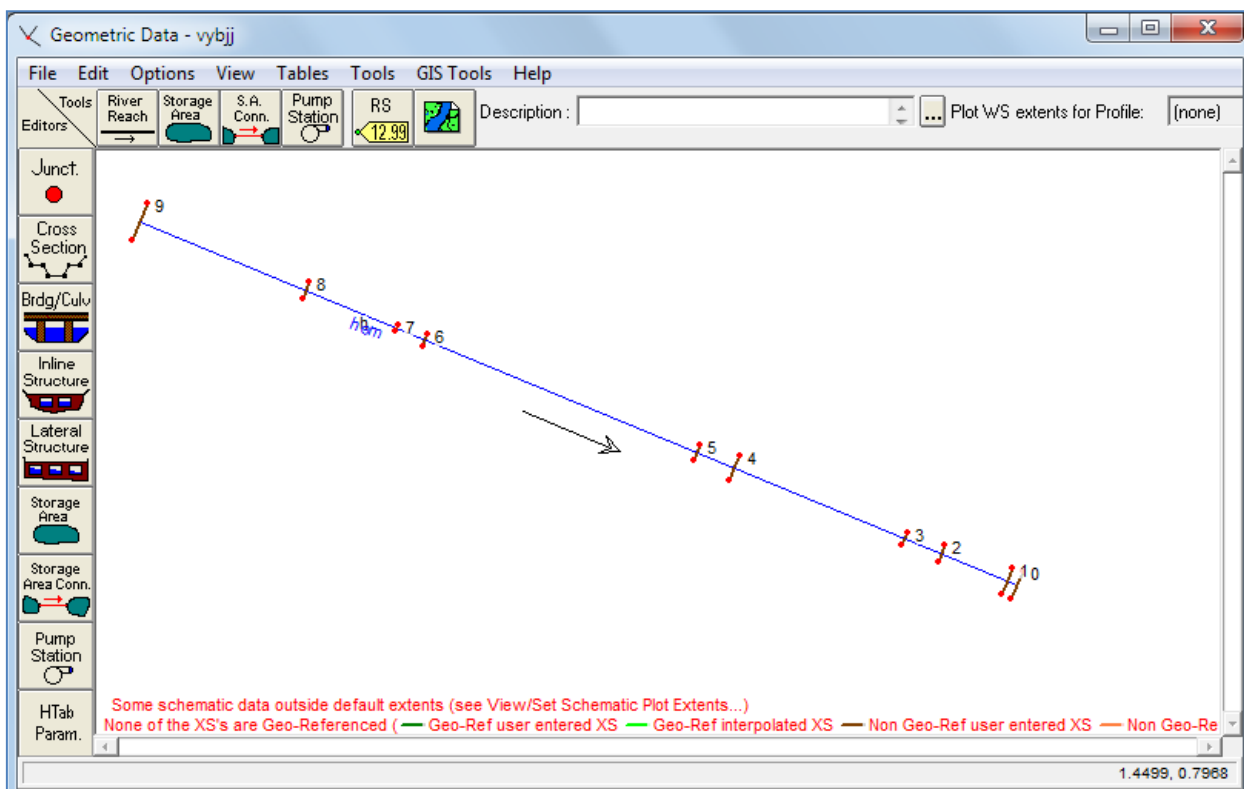 Geometric Data - vybjj
File Edit Options View Tables Tools GIS Tools Help
Tools
Editors
River Reach
Storage Area
S.A. Conn.
Pump Station
RS
12.99
Description :
...
Plot WS extents for Profile:
(none)
Junct.
Cross Section
Brdg/Culv
Inline Structure
Lateral Structure
Storage Area
Storage Area Conn.
Pump Station
HTab Param.
9
8
7
6
5
4
3
2
1 0
Some schematic data outside default extents (see View/Set Schematic Plot Extents...)
None of the XS's are Geo-Referenced ( Geo-Ref user entered XS Geo-Ref interpolated XS Non Geo-Ref user entered XS Non Geo-Re
1.4499, 0.7968